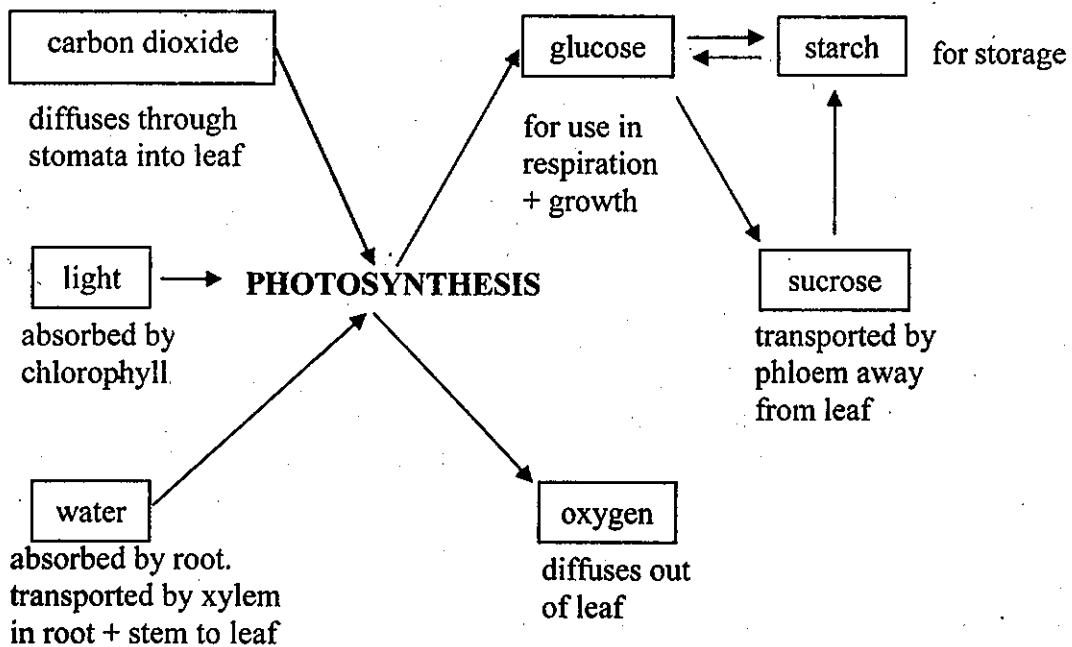 carbon dioxide
diffuses through
stomata into leaf
light
absorbed by
chlorophyll
water
absorbed by root.
transported by xylem
in root + stem to leaf
PHOTOSYNTHESIS
glucose
for use in
respiration
+ growth
starch
for storage
sucrose
transported by
phloem away
from leaf
oxygen
diffuses out
of leaf